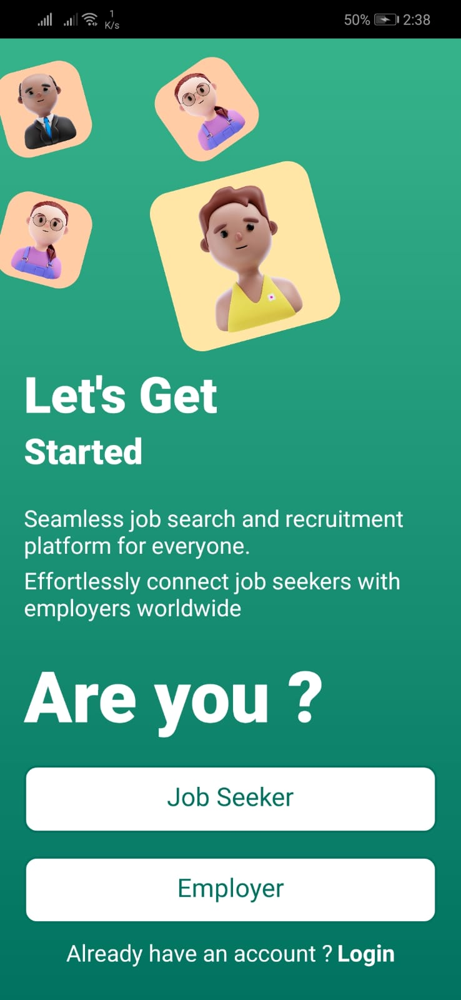 1
K/s
50%
2:38
Let's Get
Started
Seamless job search and recruitment
platform for everyone.
Effortlessly connect job seekers with
employers worldwide
Are you ?
Job Seeker
Employer
Already have an account ? Login